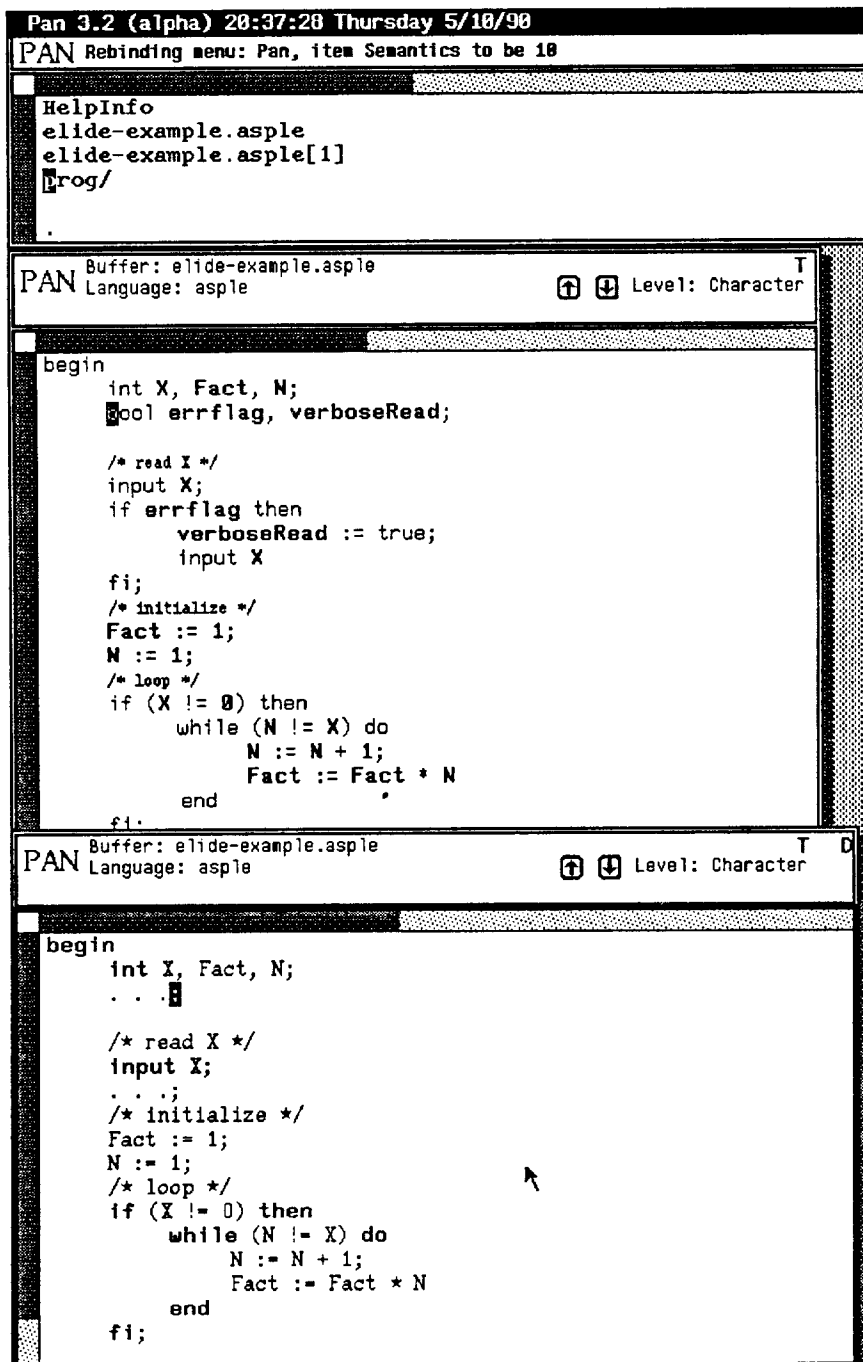 Pan 3.2 (alpha) 20:37:28 Thursday 5/10/90
PAN Rebinding menu: Pan, item Semantics to be 10
HelpInfo
elide-example.asple
elide-example.asple[1]
prog/
.
PAN Buffer: elide-example.asple T
Language: asple Level: Character
begin
int X, Fact, N;
bool errflag, verboseRead;
/* read X */
input X;
if errflag then
verboseRead := true;
input X
fi;
/* initialize */
Fact := 1;
N := 1;
/* loop */
if (X != 0) then
while (N != X) do
N := N + 1;
Fact := Fact * N
end
fi;
PAN Buffer: elide-example.asple T D
Language: asple Level: Character
begin
int X, Fact, N;
. . .;
/* read X */
input X;
. . .;
/* initialize */
Fact := 1;
N := 1;
/* loop */
if (X != 0) then
while (N != X) do
N := N + 1;
Fact := Fact * N
end
fi;